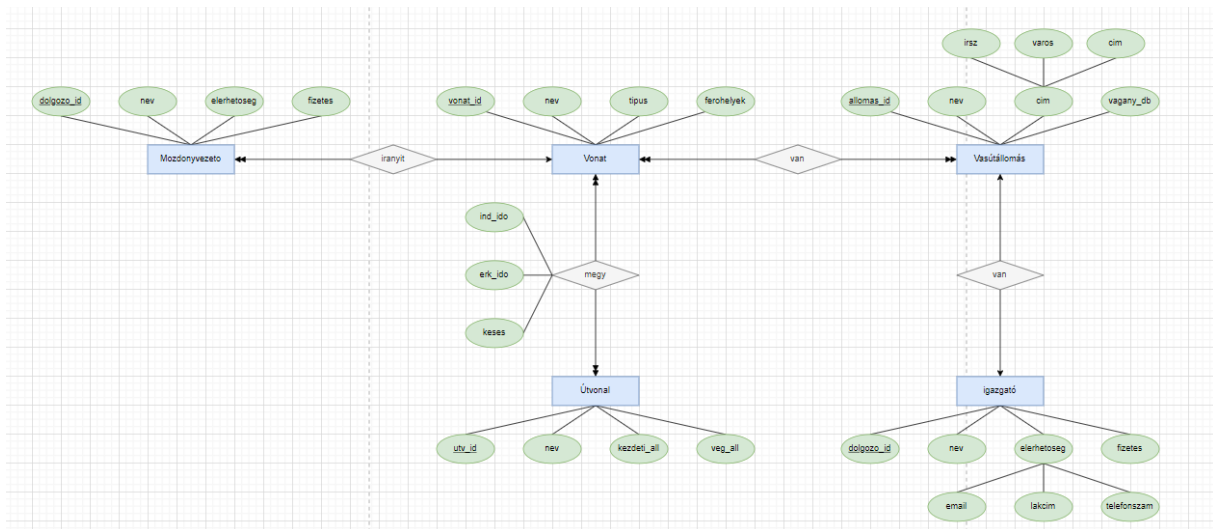 irsz varos cim
dolgozo_id nev elerhetoseg fizetes vonat_id nev tipus ferohelyek allomas_id nev cim vagany_db
Mozdonyvezeto iranyit Vonat van Vasútállomás
ind_ido
erk_ido megy van
keses
Útvonal igazgató
utv_id nev kezdeti_all veg_all dolgozo_id nev elerhetoseg fizetes
email lakcim telefonszam